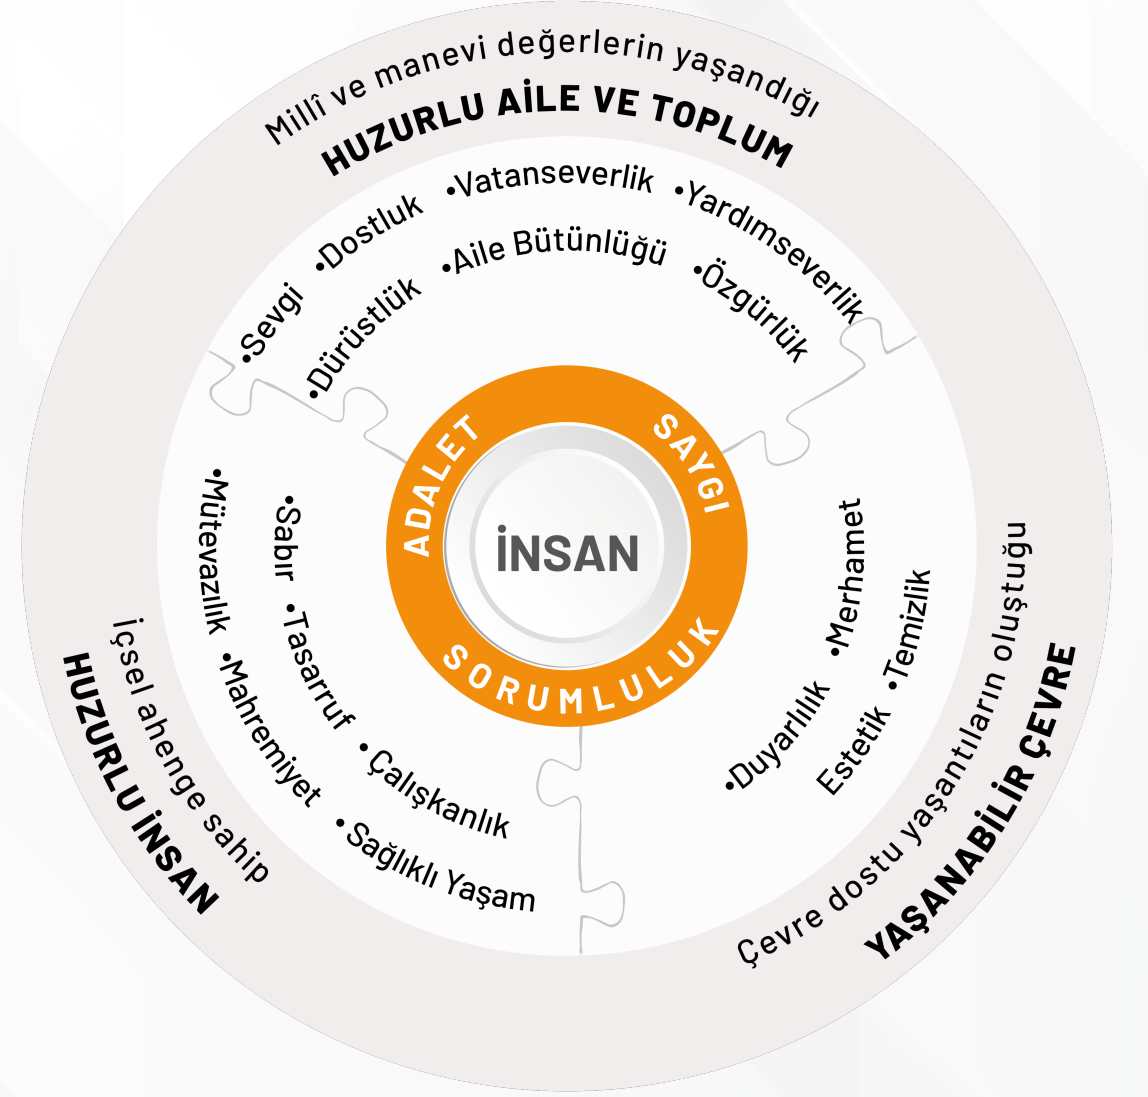 Millî ve manevi değerlerin yaşandığı
HUZURLU AİLE VE TOPLUM
•Sevgi •Dostluk •Vatanseverlik •Yardımseverlik
•Dürüstlük •Aile Bütünlüğü •Özgürlük
ADALET
SAYGI
SORUMLULUK
İNSAN
•Mütevazılık •Mahremiyet •Sağlıklı Yaşam
•Sabır •Tasarruf •Çalışkanlık
İçsel ahenge sahip
HUZURLU İNSAN
•Duyarlılık •Merhamet
Estetik •Temizlik
Çevre dostu yaşantıların oluştuğu
YAŞANABİLİR ÇEVRE